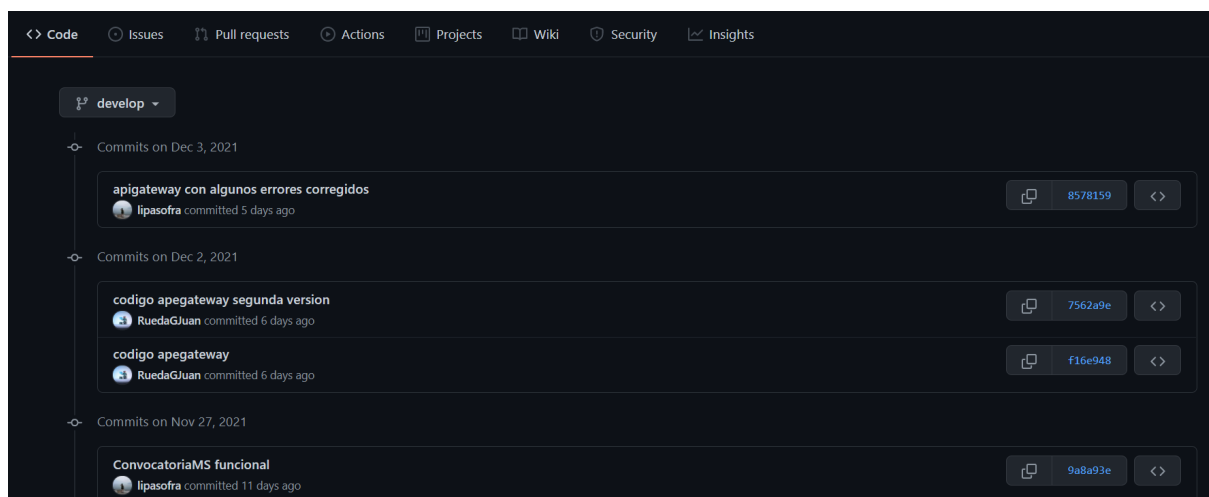 <> Code Issues Pull requests Actions Projects Wiki Security Insights
develop
Commits on Dec 3, 2021
apigateway con algunos errores corregidos
lipasofra committed 5 days ago
8578159
Commits on Dec 2, 2021
codigo apegateway segunda version
RuedaGJuan committed 6 days ago
7562a9e
codigo apegateway
RuedaGJuan committed 6 days ago
f16e948
Commits on Nov 27, 2021
ConvocatoriaMS funcional
lipasofra committed 11 days ago
9a8a93e